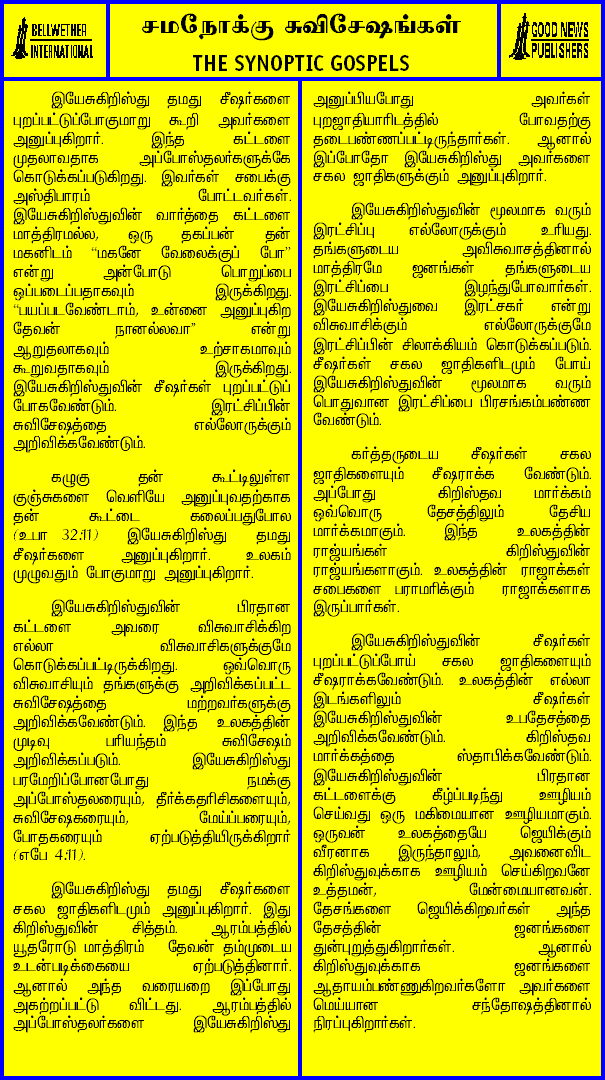 BELLWETHER
INTERNATIONAL
சமநோக்கு சுவிசேஷங்கள்
THE SYNOPTIC GOSPELS
GOOD NEWS
PUBLISHERS
இயேசுகிறிஸ்து தமது சீஷர்களை
புறப்பட்டுப்போகுமாறு கூறி அவர்களை
அனுப்புகிறார். இந்த கட்டளை
முதலாவதாக அப்போஸ்தலர்களுக்கே
கொடுக்கப்படுகிறது. இவர்கள் சபைக்கு
அஸ்திபாரம் போட்டவர்கள்.
இயேசுகிறிஸ்துவின் வார்த்தை கட்டளை
மாத்திரமல்ல, ஒரு தகப்பன் தன்
மகனிடம் “மகனே வேலைக்குப் போ”
என்று அன்போடு பொறுப்பை
ஒப்படைப்பதாகவும் இருக்கிறது.
“பயப்படவேண்டாம், உன்னை அனுப்புகிற
தேவன் நானல்லவா” என்று
ஆறுதலாகவும் உற்சாகமாவும்
கூறுவதாகவும் இருக்கிறது.
இயேசுகிறிஸ்துவின் சீஷர்கள் புறப்பட்டுப்
போகவேண்டும். இரட்சிப்பின்
சுவிசேஷத்தை எல்லோருக்கும்
அறிவிக்கவேண்டும்.
கழுகு தன் கூட்டிலுள்ள
குஞ்சுகளை வெளியே அனுப்புவதற்காக
தன் கூட்டை கலைப்பதுபோல
(உபா 32:11) இயேசுகிறிஸ்து தமது
சீஷர்களை அனுப்புகிறார். உலகம்
முழுவதும் போகுமாறு அனுப்புகிறார்.
இயேசுகிறிஸ்துவின் பிரதான
கட்டளை அவரை விசுவாசிக்கிற
எல்லா விசுவாசிகளுக்குமே
கொடுக்கப்பட்டிருக்கிறது. ஒவ்வொரு
விசுவாசியும் தங்களுக்கு அறிவிக்கப்பட்ட
சுவிசேஷத்தை மற்றவர்களுக்கு
அறிவிக்கவேண்டும். இந்த உலகத்தின்
முடிவு பரியந்தம் சுவிசேஷம்
அறிவிக்கப்படும். இயேசுகிறிஸ்து
பரமேறிப்போனபோது நமக்கு
அப்போஸ்தலரையும், தீர்க்கதரிசிகளையும்,
சுவிசேஷகரையும், மேய்ப்பரையும்,
போதகரையும் ஏற்படுத்தியிருக்கிறார்
(எபே 4:11).
இயேசுகிறிஸ்து தமது சீஷர்களை
சகல ஜாதிகளிடமும் அனுப்புகிறார். இது
கிறிஸ்துவின் சித்தம். ஆரம்பத்தில்
யூதரோடு மாத்திரம் தேவன் தம்முடைய
உடன்படிக்கையை ஏற்படுத்தினார்.
ஆனால் அந்த வரையறை இப்போது
அகற்றப்பட்டு விட்டது. ஆரம்பத்தில்
அப்போஸ்தலர்களை இயேசுகிறிஸ்து
அனுப்பியபோது அவர்கள்
புறஜாதியாரிடத்தில் போவதற்கு
தடைபண்ணப்பட்டிருந்தார்கள். ஆனால்
இப்போதோ இயேசுகிறிஸ்து அவர்களை
சகல ஜாதிகளுக்கும் அனுப்புகிறார்.
இயேசுகிறிஸ்துவின் மூலமாக வரும்
இரட்சிப்பு எல்லோருக்கும் உரியது.
தங்களுடைய அவிசுவாசத்தினால்
மாத்திரமே ஜனங்கள் தங்களுடைய
இரட்சிப்பை இழந்துபோவார்கள்.
இயேசுகிறிஸ்துவை இரட்சகர் என்று
விசுவாசிக்கும் எல்லோருக்குமே
இரட்சிப்பின் சிலாக்கியம் கொடுக்கப்படும்.
சீஷர்கள் சகல ஜாதிகளிடமும் போய்
இயேசுகிறிஸ்துவின் மூலமாக வரும்
பொதுவான இரட்சிப்பை பிரசங்கம்பண்ண
வேண்டும்.
கர்த்தருடைய சீஷர்கள் சகல
ஜாதிகளையும் சீஷராக்க வேண்டும்.
அப்போது கிறிஸ்தவ மார்க்கம்
ஒவ்வொரு தேசத்திலும் தேசிய
மார்க்கமாகும். இந்த உலகத்தின்
ராஜ்யங்கள் கிறிஸ்துவின்
ராஜ்யங்களாகும். உலகத்தின் ராஜாக்கள்
சபைகளை பராமரிக்கும் ராஜாக்களாக
இருப்பார்கள்.
இயேசுகிறிஸ்துவின் சீஷர்கள்
புறப்பட்டுப்போய் சகல ஜாதிகளையும்
சீஷராக்கவேண்டும். உலகத்தின் எல்லா
இடங்களிலும் சீஷர்கள்
இயேசுகிறிஸ்துவின் உபதேசத்தை
அறிவிக்கவேண்டும். கிறிஸ்தவ
மார்க்கத்தை ஸ்தாபிக்கவேண்டும்.
இயேசுகிறிஸ்துவின் பிரதான
கட்டளைக்கு கீழ்ப்படிந்து ஊழியம்
செய்வது ஒரு மகிமையான ஊழியமாகும்.
ஒருவன் உலகத்தையே ஜெயிக்கும்
வீரனாக இருந்தாலும், அவனைவிட
கிறிஸ்துவுக்காக ஊழியம் செய்கிறவனே
உத்தமன், மேன்மையானவன்.
தேசங்களை ஜெயிக்கிறவர்கள் அந்த
தேசத்தின் ஜனங்களை
துன்புறுத்துகிறார்கள். ஆனால்
கிறிஸ்துவுக்காக ஜனங்களை
ஆதாயம்பண்ணுகிறவர்களோ அவர்களை
மெய்யான சந்தோஷத்தினால்
நிரப்புகிறார்கள்.